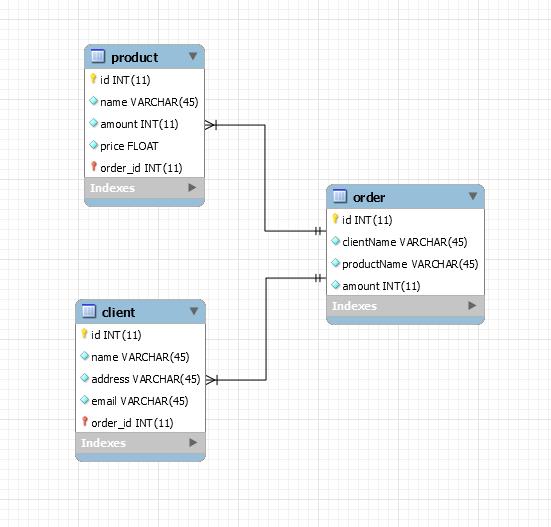 product
id INT(11)
name VARCHAR(45)
amount INT(11)
price FLOAT
order_id INT(11)
Indexes
order
id INT(11)
clientName VARCHAR(45)
productName VARCHAR(45)
amount INT(11)
Indexes
client
id INT(11)
name VARCHAR(45)
address VARCHAR(45)
email VARCHAR(45)
order_id INT(11)
Indexes